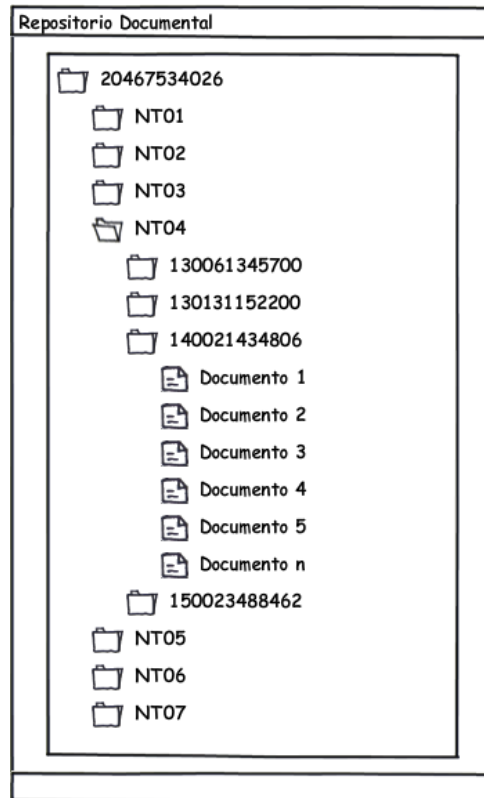 Repositorio Documental
20467534026
NT01
NT02
NT03
NT04
130061345700
130131152200
140021434806
Documento 1
Documento 2
Documento 3
Documento 4
Documento 5
Documento n
150023488462
NT05
NT06
NT07